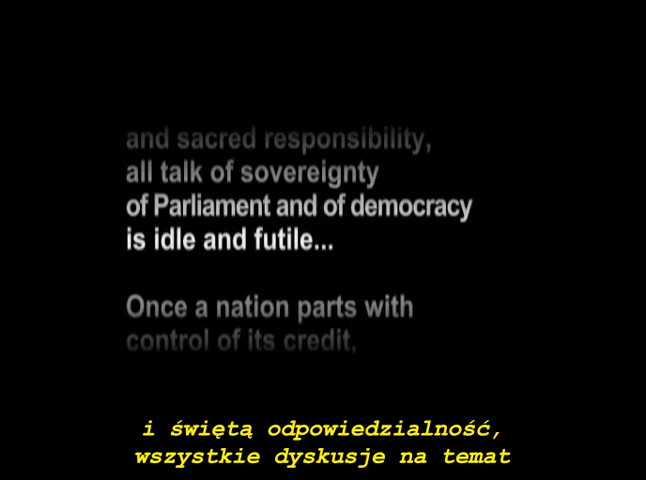 and sacred responsibility,
all talk of sovereignty
of Parliament and of democracy
is idle and futile...
Once a nation parts with
control of its credit,
i świętą odpowiedzialność,
wszystkie dyskusje na temat